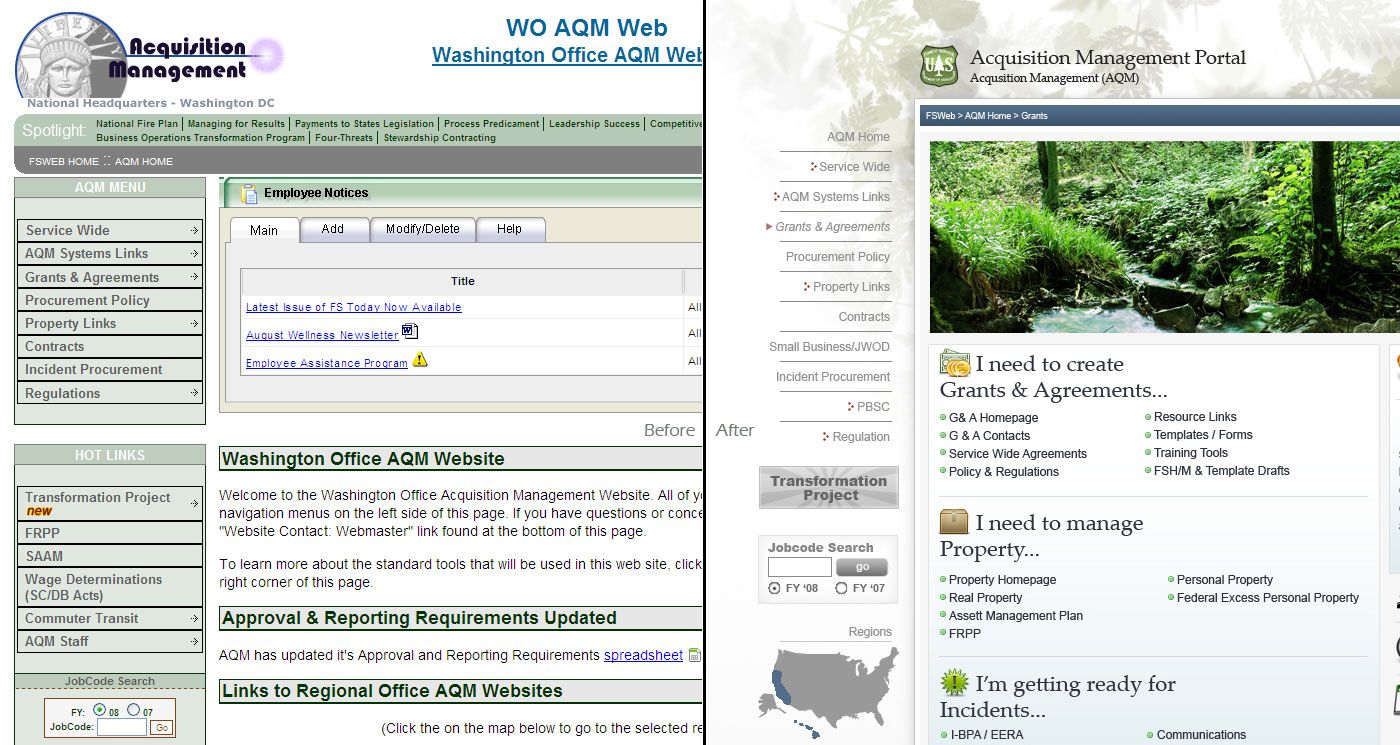 LIBERTY
Acquisition
Management
National Headquarters - Washington DC
WO AQM Web
Washington Office AQM Web
Spotlight:
National Fire Plan | Managing for Results | Payments to States Legislation | Process Predicament | Leadership Success | Competitive
Business Operations Transformation Program | Four-Threats | Stewardship Contracting
FSWEB HOME :: AQM HOME
AQM MENU
Service Wide
AQM Systems Links
Grants & Agreements
Procurement Policy
Property Links
Contracts
Incident Procurement
Regulations
HOT LINKS
Transformation Project
new
FRPP
SAAM
Wage Determinations
(SC/DB Acts)
Commuter Transit
AQM Staff
JobCode Search
FY: 08 07
JobCode: Go
Employee Notices
Main Add Modify/Delete Help
Title
Latest Issue of FS Today Now Available All
August Wellness Newsletter All
Employee Assistance Program All
Before
Washington Office AQM Website
Welcome to the Washington Office Acquisition Management Website. All of
navigation menus on the left side of this page. If you have questions or
"Website Contact: Webmaster" link found at the bottom of this page.
To learn more about the standard tools that will be used in this web site, click
right corner of this page.
Approval & Reporting Requirements Updated
AQM has updated it's Approval and Reporting Requirements spreadsheet
Links to Regional Office AQM Websites
(Click the on the map below to go to the selected
After
UAS
Acquisition Management Portal
Acqusition Management (AQM)
AQM Home
Service Wide
AQM Systems Links
Grants & Agreements
Procurement Policy
Property Links
Contracts
Small Business/JWOD
Incident Procurement
PBSC
Regulation
Transformation
Project
Jobcode Search
go
FY '08 FY '07
Regions
FSWeb > AQM Home > Grants
I need to create
Grants & Agreements...
G& A Homepage
G & A Contacts
Service Wide Agreements
Policy & Regulations
Resource Links
Templates / Forms
Training Tools
FSH/M & Template Drafts
I need to manage
Property...
Property Homepage
Real Property
Assett Management Plan
FRPP
Personal Property
Federal Excess Personal Property
I'm getting ready for
Incidents...
I-BPA / EERA
Communications